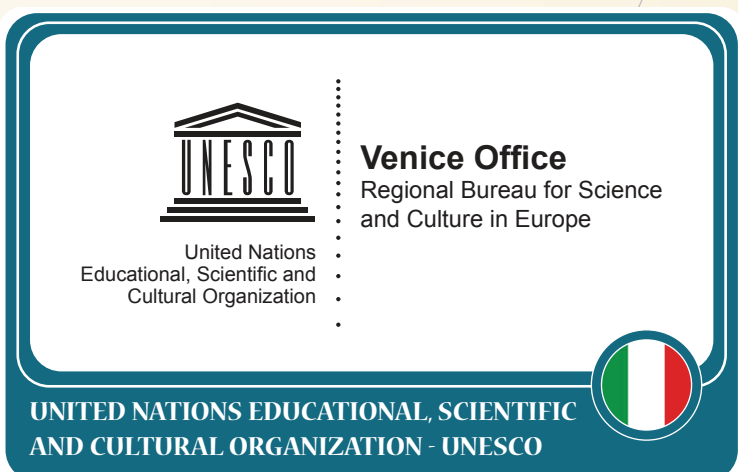 UNESCO
United Nations
Educational, Scientific and
Cultural Organization
Venice Office
Regional Bureau for Science
and Culture in Europe
UNITED NATIONS EDUCATIONAL, SCIENTIFIC
AND CULTURAL ORGANIZATION - UNESCO